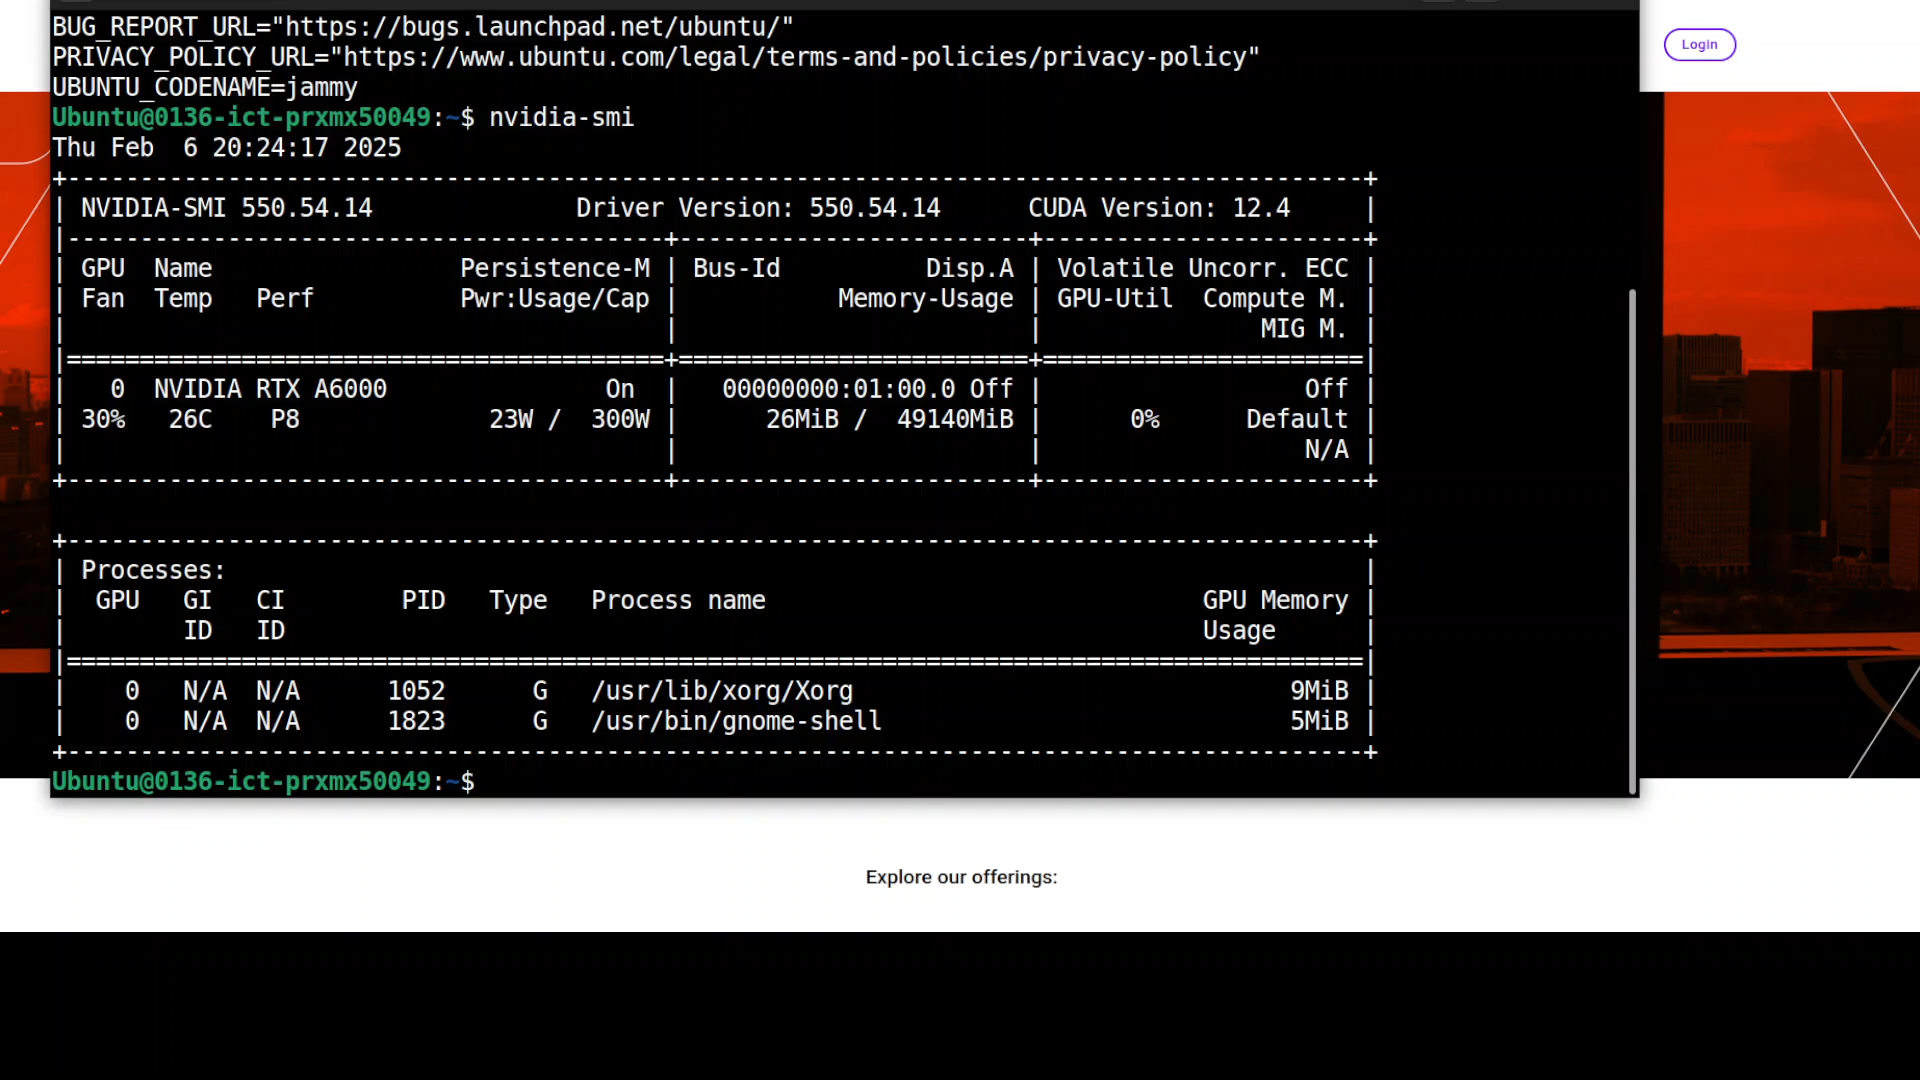 BUG_REPORT_URL="https://bugs.launchpad.net/ubuntu/"
PRIVACY_POLICY_URL="https://www.ubuntu.com/legal/terms-and-policies/privacy-policy"
UBUNTU_CODENAME=jammy
Login
Ubuntu@0136-ict-prxmx50049:~$ nvidia-smi
Thu Feb  6 20:24:17 2025
+-----------------------------------------------------------------------------------------+
| NVIDIA-SMI 550.54.14              Driver Version: 550.54.14      CUDA Version: 12.4     |
|-----------------------------------------+------------------------+----------------------+
| GPU  Name                 Persistence-M | Bus-Id          Disp.A | Volatile Uncorr. ECC |
| Fan  Temp   Perf          Pwr:Usage/Cap |           Memory-Usage | GPU-Util  Compute M. |
|                                         |                        |               MIG M. |
|=========================================+========================+======================|
|   0  NVIDIA RTX A6000               On  |   00000000:01:00.0 Off |                  Off |
| 30%   26C    P8             23W /  300W |      26MiB /  49140MiB |      0%      Default |
|                                         |                        |                  N/A |
+-----------------------------------------+------------------------+----------------------+
+-----------------------------------------------------------------------------------------+
| Processes:                                                                              |
|  GPU   GI   CI        PID   Type   Process name                              GPU Memory |
|        ID   ID                                                               Usage      |
|=========================================================================================|
|    0   N/A  N/A      1052      G   /usr/lib/xorg/Xorg                              9MiB |
|    0   N/A  N/A      1823      G   /usr/bin/gnome-shell                            5MiB |
+-----------------------------------------------------------------------------------------+
Ubuntu@0136-ict-prxmx50049:~$
Explore our offerings: